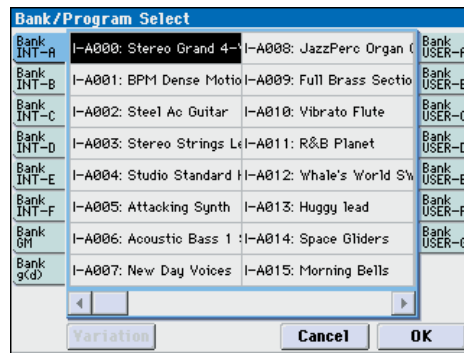 Bank/Program Select
Bank
INT-A
Bank
INT-B
Bank
INT-C
Bank
INT-D
Bank
INT-E
Bank
INT-F
Bank
GM
Bank
g(d)
I-A000: Stereo Grand 4-
I-A001: BPM Dense Motio
I-A002: Steel Ac Guitar
I-A003: Stereo Strings Le
I-A004: Studio Standard
I-A005: Attacking Synth
I-A006: Acoustic Bass 1
I-A007: New Day Voices
I-A008: JazzPerc Organ
I-A009: Full Brass Sectio
I-A010: Vibrato Flute
I-A011: R&B Planet
I-A012: Whale's World SW
I-A013: Huggy lead
I-A014: Space Gliders
I-A015: Morning Bells
Bank
USER-
Bank
USER-
Bank
USER-
Bank
USER-
Bank
USER-
Bank
USER-
Bank
USER-
Variation
Cancel
OK